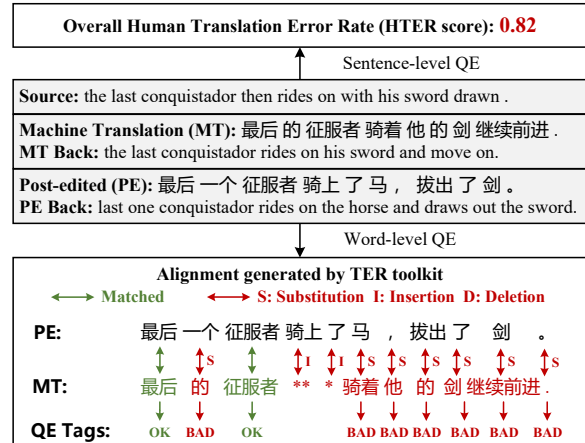 Overall Human Translation Error Rate (HTER score): 0.82
Sentence-level QE
Source: the last conquistador then rides on with his sword drawn .
Machine Translation (MT): 最后 的 征服者 骑着 他 的 剑 继续前进 .
MT Back: the last conquistador rides on his sword and move on.
Post-edited (PE): 最后 一个 征服者 骑上 了 马 ， 拔出 了 剑 。
PE Back: last one conquistador rides on the horse and draws out the sword.
Word-level QE
Alignment generated by TER toolkit
Matched S: Substitution I: Insertion D: Deletion
PE: 最后 一个 征服者 骑上 了 马 ， 拔出 了 剑 。
S I I S S S S S S
MT: 最后 的 征服者 ** * 骑着 他 的 剑 继续前进 .
QE Tags: OK BAD OK BAD BAD BAD BAD BAD BAD